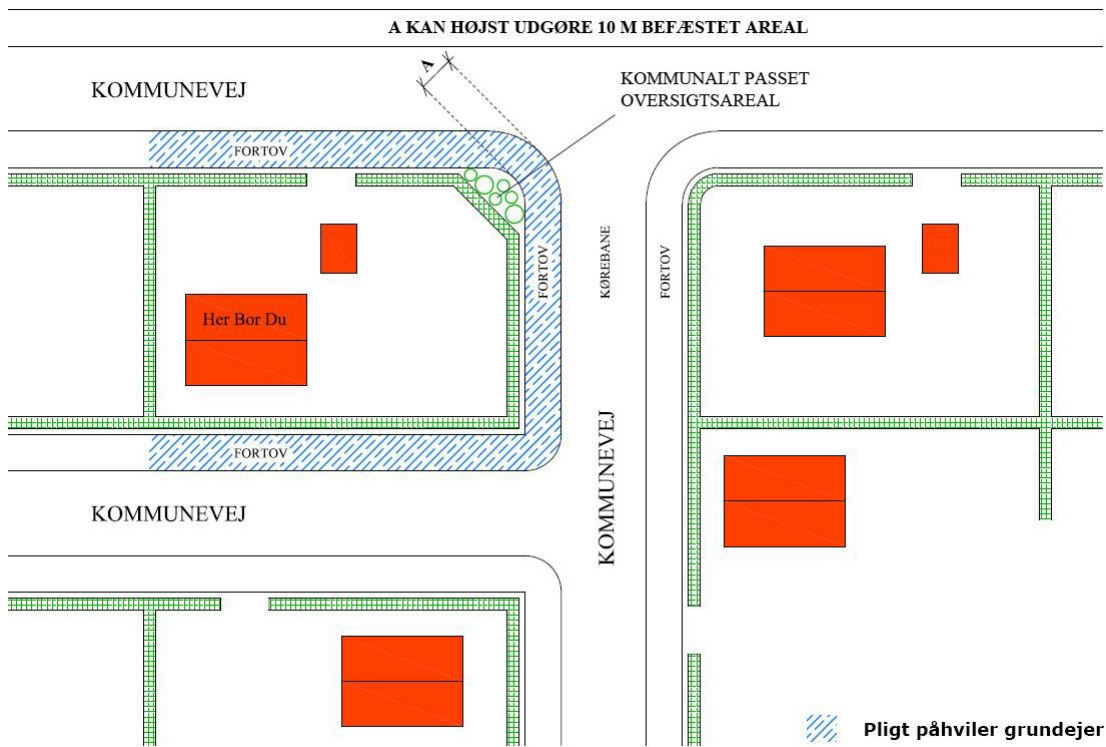 A KAN HØJST UDGØRE 10 M BEFÆSTET AREAL
A
KOMMUNALT PASSET
OVERSIGTSAREAL
KOMMUNEVEJ
FORTOV
FORTOV
KØREBANE
FORTOV
Her Bor Du
KOMMUNEVEJ
FORTOV
KOMMUNEVEJ
Pligt påhviler grundejer